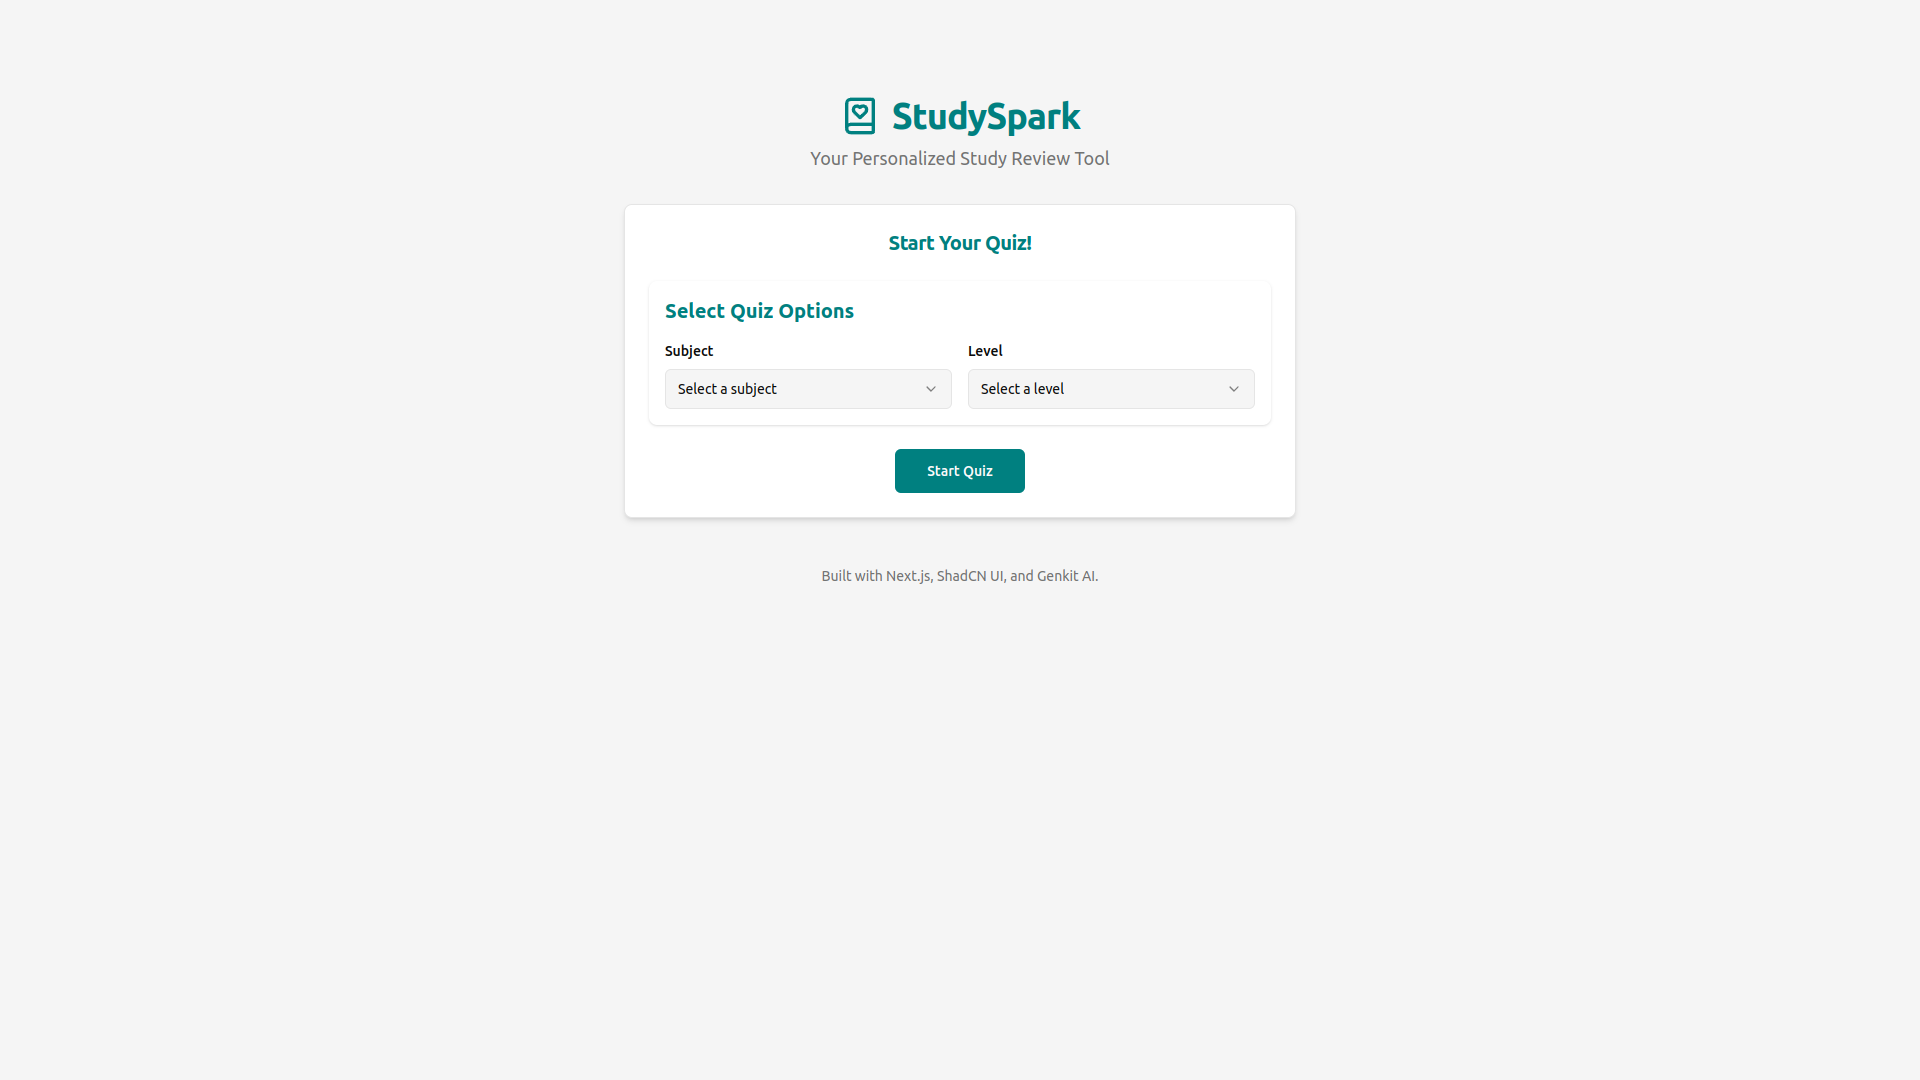 StudySpark
Your Personalized Study Review Tool
Start Your Quiz!
Select Quiz Options
Subject
Level
Select a subject
Select a level
Start Quiz
Built with Next.js, ShadCN UI, and Genkit AI.